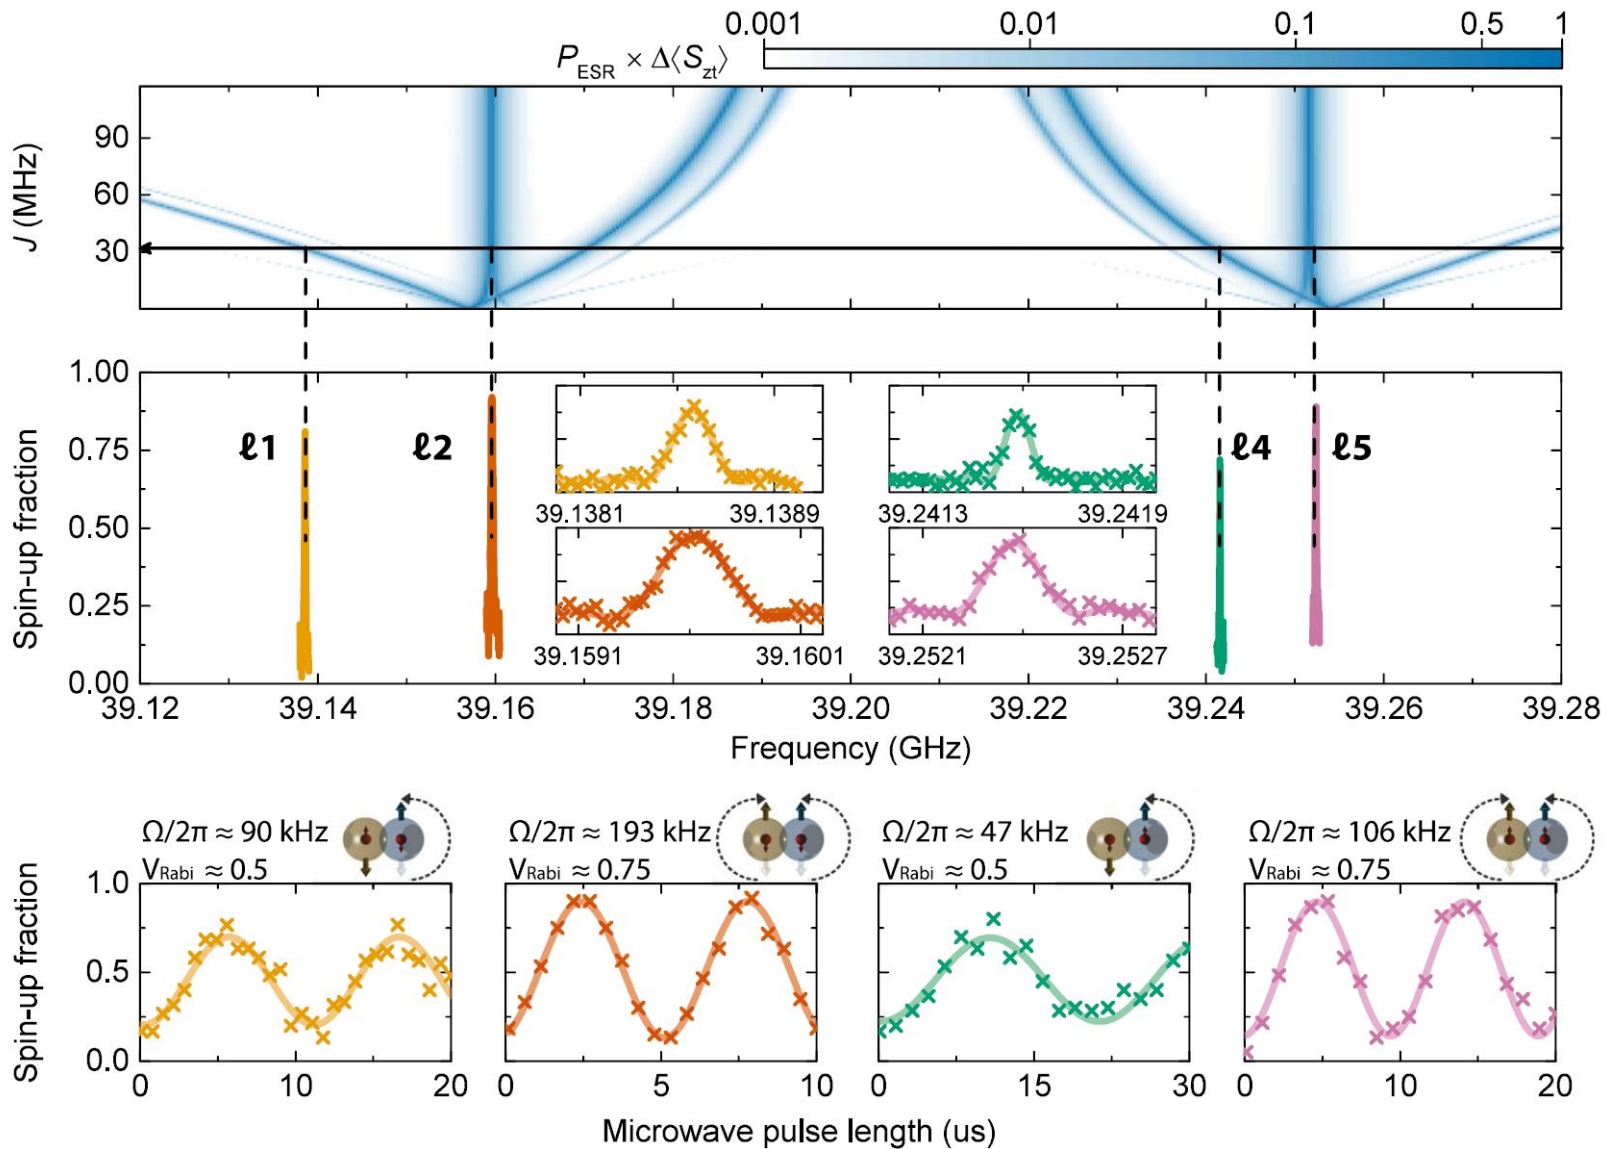 0.001 0.01 0.1 0.5 1
P_ESR × Δ⟨S_zt⟩
J (MHz)
90
60
30
Spin-up fraction
1.00
0.75
0.50
0.25
0.00
ℓ1
ℓ2
ℓ4
ℓ5
39.1381 39.1389
39.2413 39.2419
39.1591 39.1601
39.2521 39.2527
39.12 39.14 39.16 39.18 39.20 39.22 39.24 39.26 39.28
Frequency (GHz)
Ω/2π ≈ 90 kHz
VRabi ≈ 0.5
Ω/2π ≈ 193 kHz
VRabi ≈ 0.75
Ω/2π ≈ 47 kHz
VRabi ≈ 0.5
Ω/2π ≈ 106 kHz
VRabi ≈ 0.75
Spin-up fraction
1.0
0.5
0.0
0 10 20
0 5 10
0 15 30
0 10 20
Microwave pulse length (us)